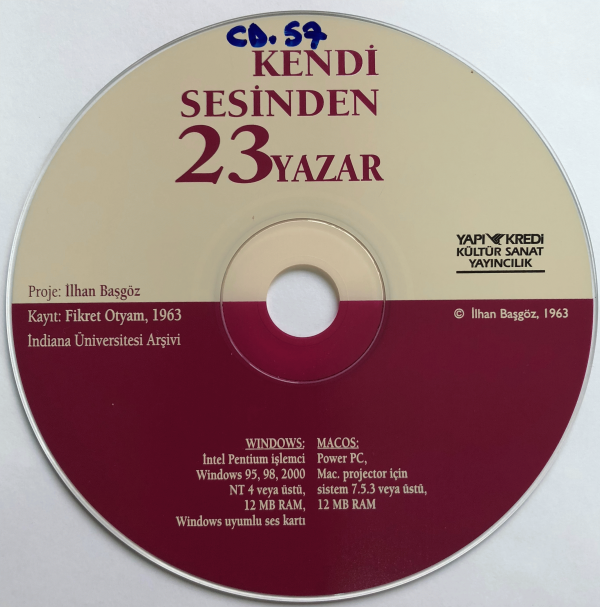 CD.57
KENDİ
SESİNDEN
23 YAZAR
YAPI KREDİ
KÜLTÜR SANAT
YAYINCILIK
Proje: İlhan Başgöz
Kayıt: Fikret Otyam, 1963
İndiana Üniversitesi Arşivi
© İlhan Başgöz, 1963
WINDOWS:
İntel Pentium işlemci
Windows 95, 98, 2000
NT 4 veya üstü,
12 MB RAM,
Windows uyumlu ses kartı
MACOS:
Power PC,
Mac. projector için
sistem 7.5.3 veya üstü,
12 MB RAM